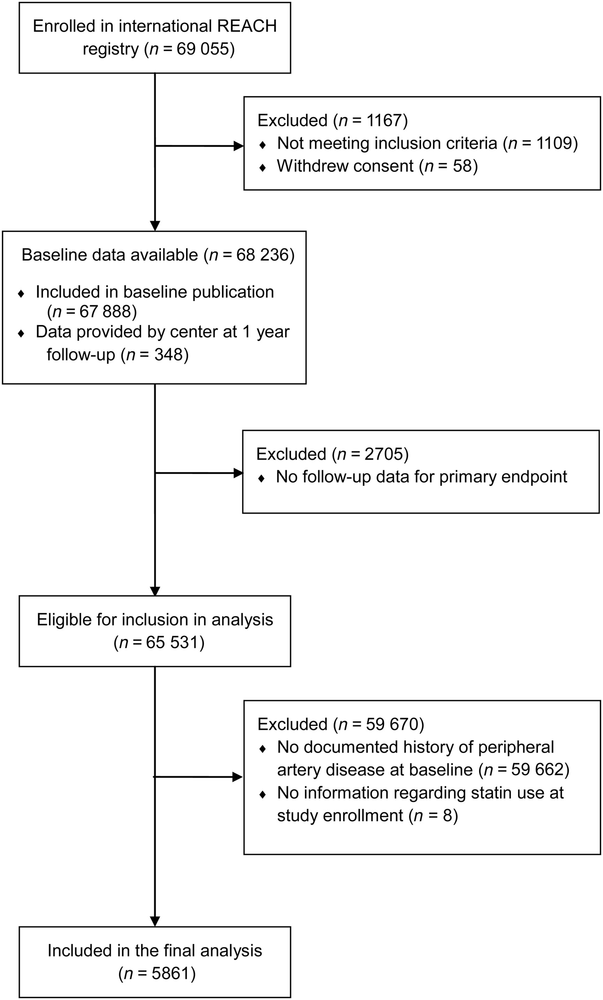 Enrolled in international REACH
registry (n = 69 055)
Excluded (n = 1167)
♦ Not meeting inclusion criteria (n = 1109)
♦ Withdrew consent (n = 58)
Baseline data available (n = 68 236)
♦ Included in baseline publication
(n = 67 888)
♦ Data provided by center at 1 year
follow-up (n = 348)
Excluded (n = 2705)
♦ No follow-up data for primary endpoint
Eligible for inclusion in analysis
(n = 65 531)
Excluded (n = 59 670)
♦ No documented history of peripheral
artery disease at baseline (n = 59 662)
♦ No information regarding statin use at
study enrollment (n = 8)
Included in the final analysis
(n = 5861)